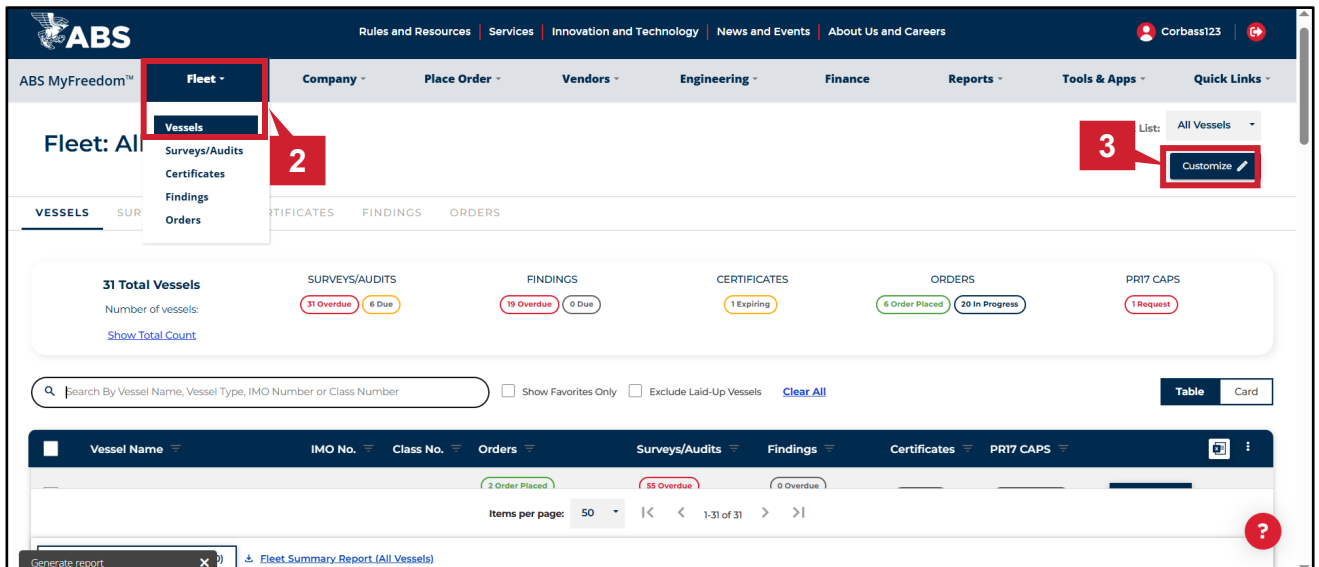 ABS
Rules and Resources | Services | Innovation and Technology | News and Events | About Us and Careers
Corbass123
ABS MyFreedom™
Fleet
Company
Place Order
Vendors
Engineering
Finance
Reports
Tools & Apps
Quick Links
Vessels
Surveys/Audits
Certificates
Findings
Orders
2
Fleet: Al
List:
All Vessels
3
Customize
VESSELS
SUR
RTIFICATES
FINDINGS
ORDERS
31 Total Vessels
Number of vessels:
Show Total Count
SURVEYS/AUDITS
31 Overdue
6 Due
FINDINGS
19 Overdue
0 Due
CERTIFICATES
1 Expiring
ORDERS
6 Order Placed
20 In Progress
PR17 CAPS
1 Request
Search By Vessel Name, Vessel Type, IMO Number or Class Number
Show Favorites Only
Exclude Laid-Up Vessels
Clear All
Table
Card
Vessel Name
IMO No.
Class No.
Orders
Surveys/Audits
Findings
Certificates
PR17 CAPS
2 Order Placed
55 Overdue
0 Overdue
Items per page: 50
1-31 of 31
?
Generate report
X
0)
Fleet Summary Report (All Vessels)